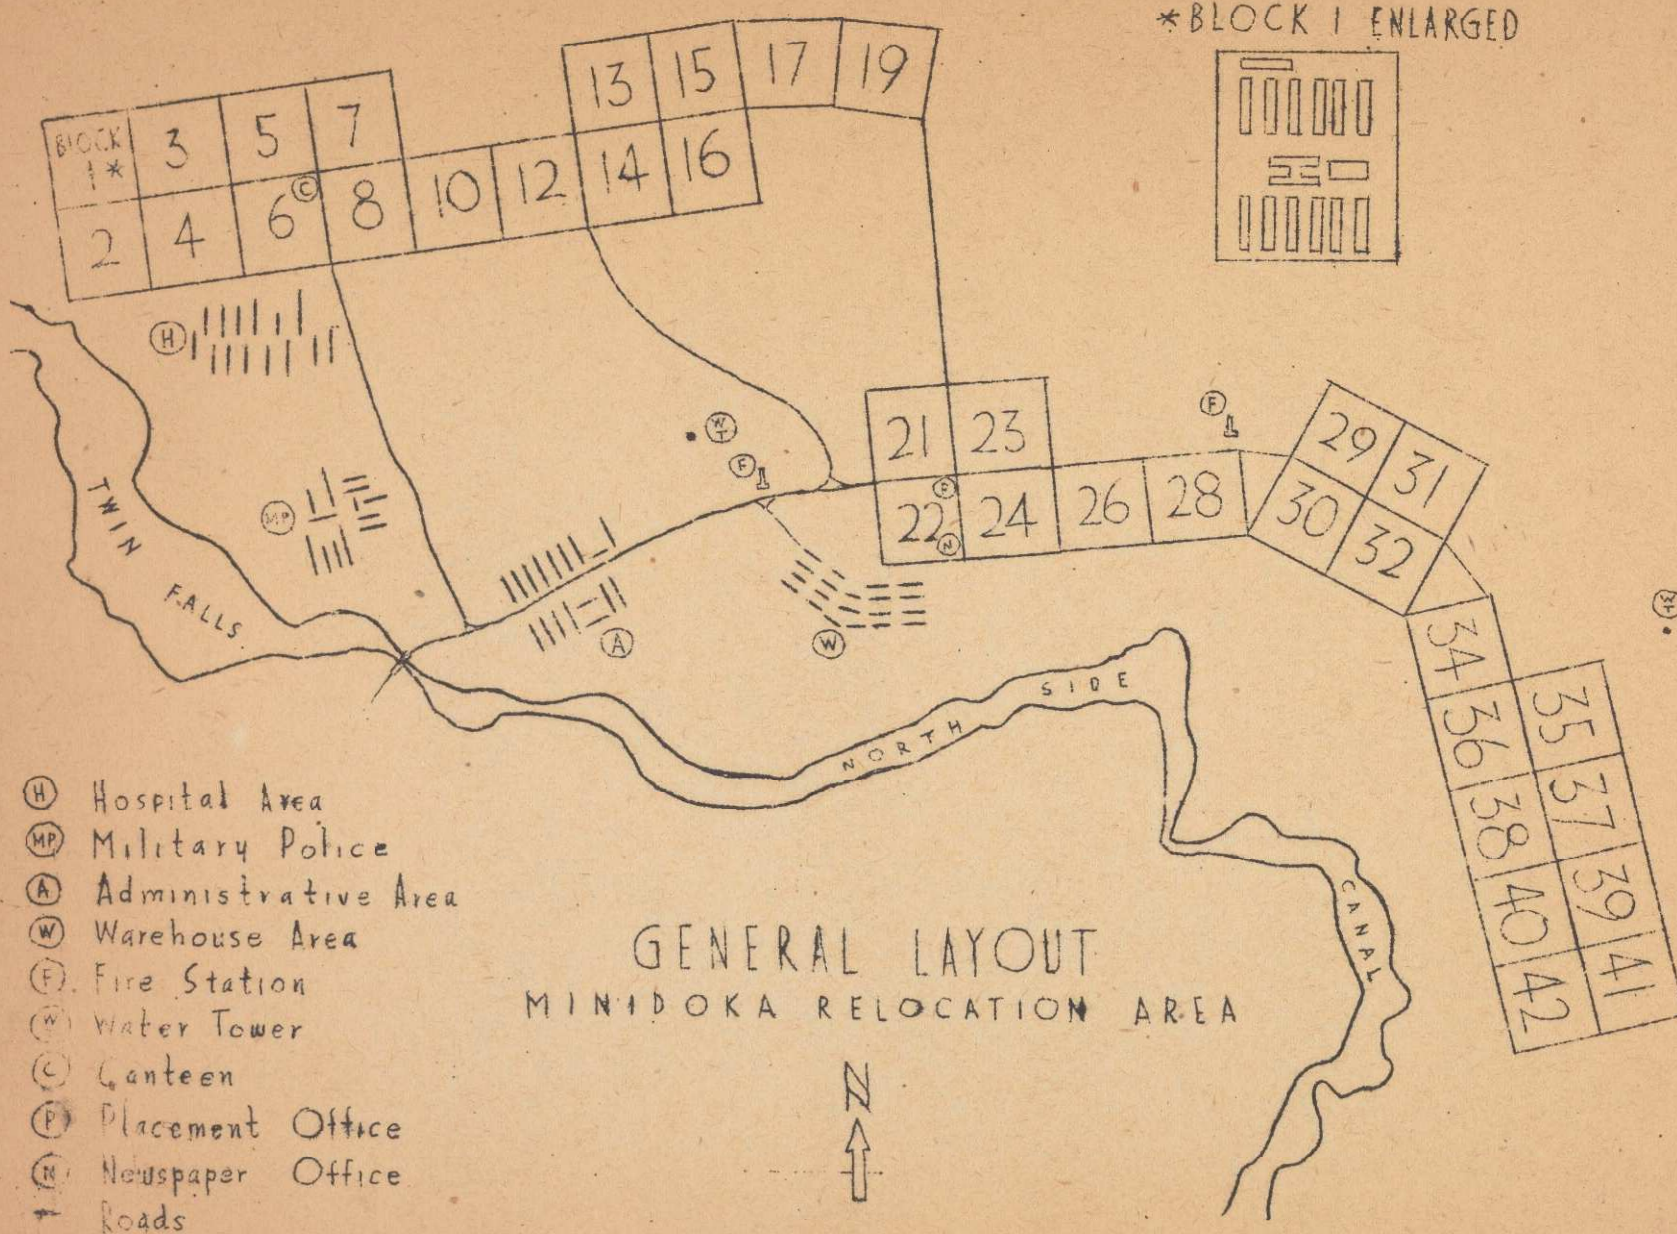 *BLOCK 1 ENLARGED
13 15 17 19
BLOCK 1* 3 5 7
14 16
2 4 6 C 8 10 12
H
21 23
29 31
WT
F
F
MP
22 F N 24 26 28
30 32
TWIN FALLS
A
W
WT
34
35
36
37
38
39
40
41
42
NORTH SIDE CANAL
H Hospital Area
MP Military Police
A Administrative Area
W Warehouse Area
F Fire Station
W Water Tower
C Canteen
P Placement Office
N Newspaper Office
Roads
GENERAL LAYOUT
MINIDOKA RELOCATION AREA
N